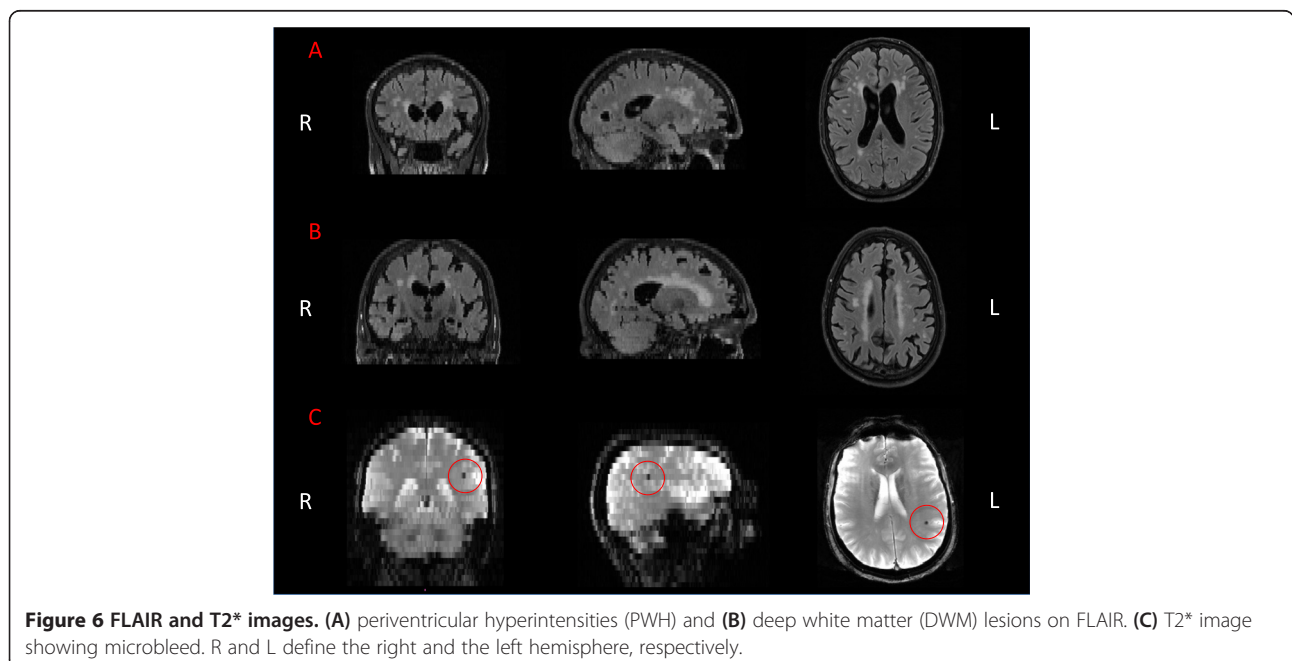 A
R
L
B
R
L
C
R
L
Figure 6 FLAIR and T2* images. (A) periventricular hyperintensities (PWH) and (B) deep white matter (DWM) lesions on FLAIR. (C) T2* image
showing microbleed. R and L define the right and the left hemisphere, respectively.